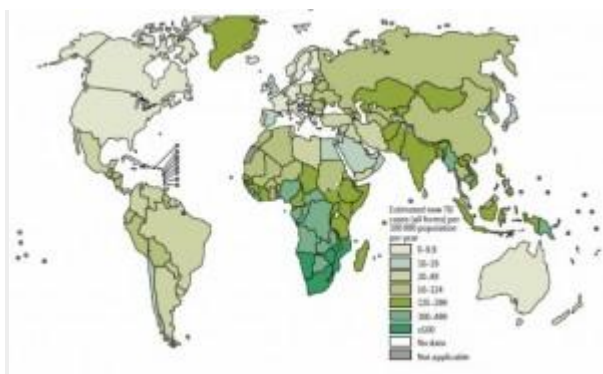 Estimated new TB
cases (all forms) per
100 000 population
per year
0–9.9
10–19
20–49
50–124
125–299
300–499
≥500
No data
Not applicable